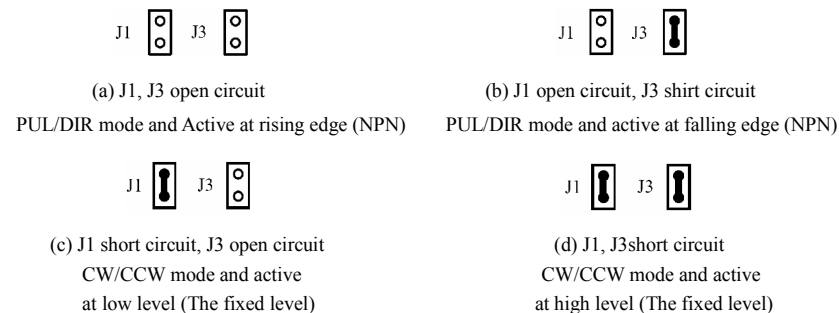 J1 J3 J1 J3
(a) J1, J3 open circuit
(b) J1 open circuit, J3 shirt circuit
PUL/DIR mode and Active at rising edge (NPN)
PUL/DIR mode and active at falling edge (NPN)
J1 J3 J1 J3
(c) J1 short circuit, J3 open circuit
CW/CCW mode and active
at low level (The fixed level)
(d) J1, J3short circuit
CW/CCW mode and active
at high level (The fixed level)